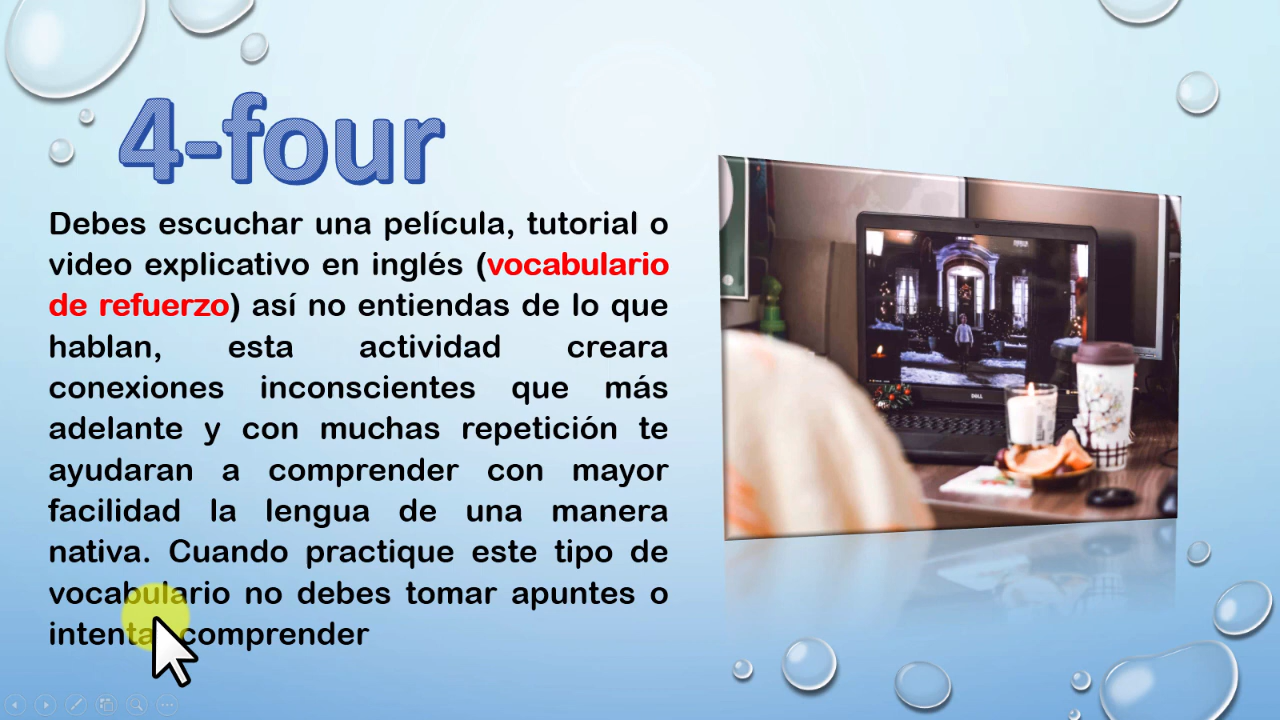 4-four
Debes escuchar una película, tutorial o
video explicativo en inglés (vocabulario
de refuerzo) así no entiendas de lo que
hablan, esta actividad creara
conexiones inconscientes que más
adelante y con muchas repetición te
ayudaran a comprender con mayor
facilidad la lengua de una manera
nativa. Cuando practique este tipo de
vocabulario no debes tomar apuntes o
intentar comprender
DELL